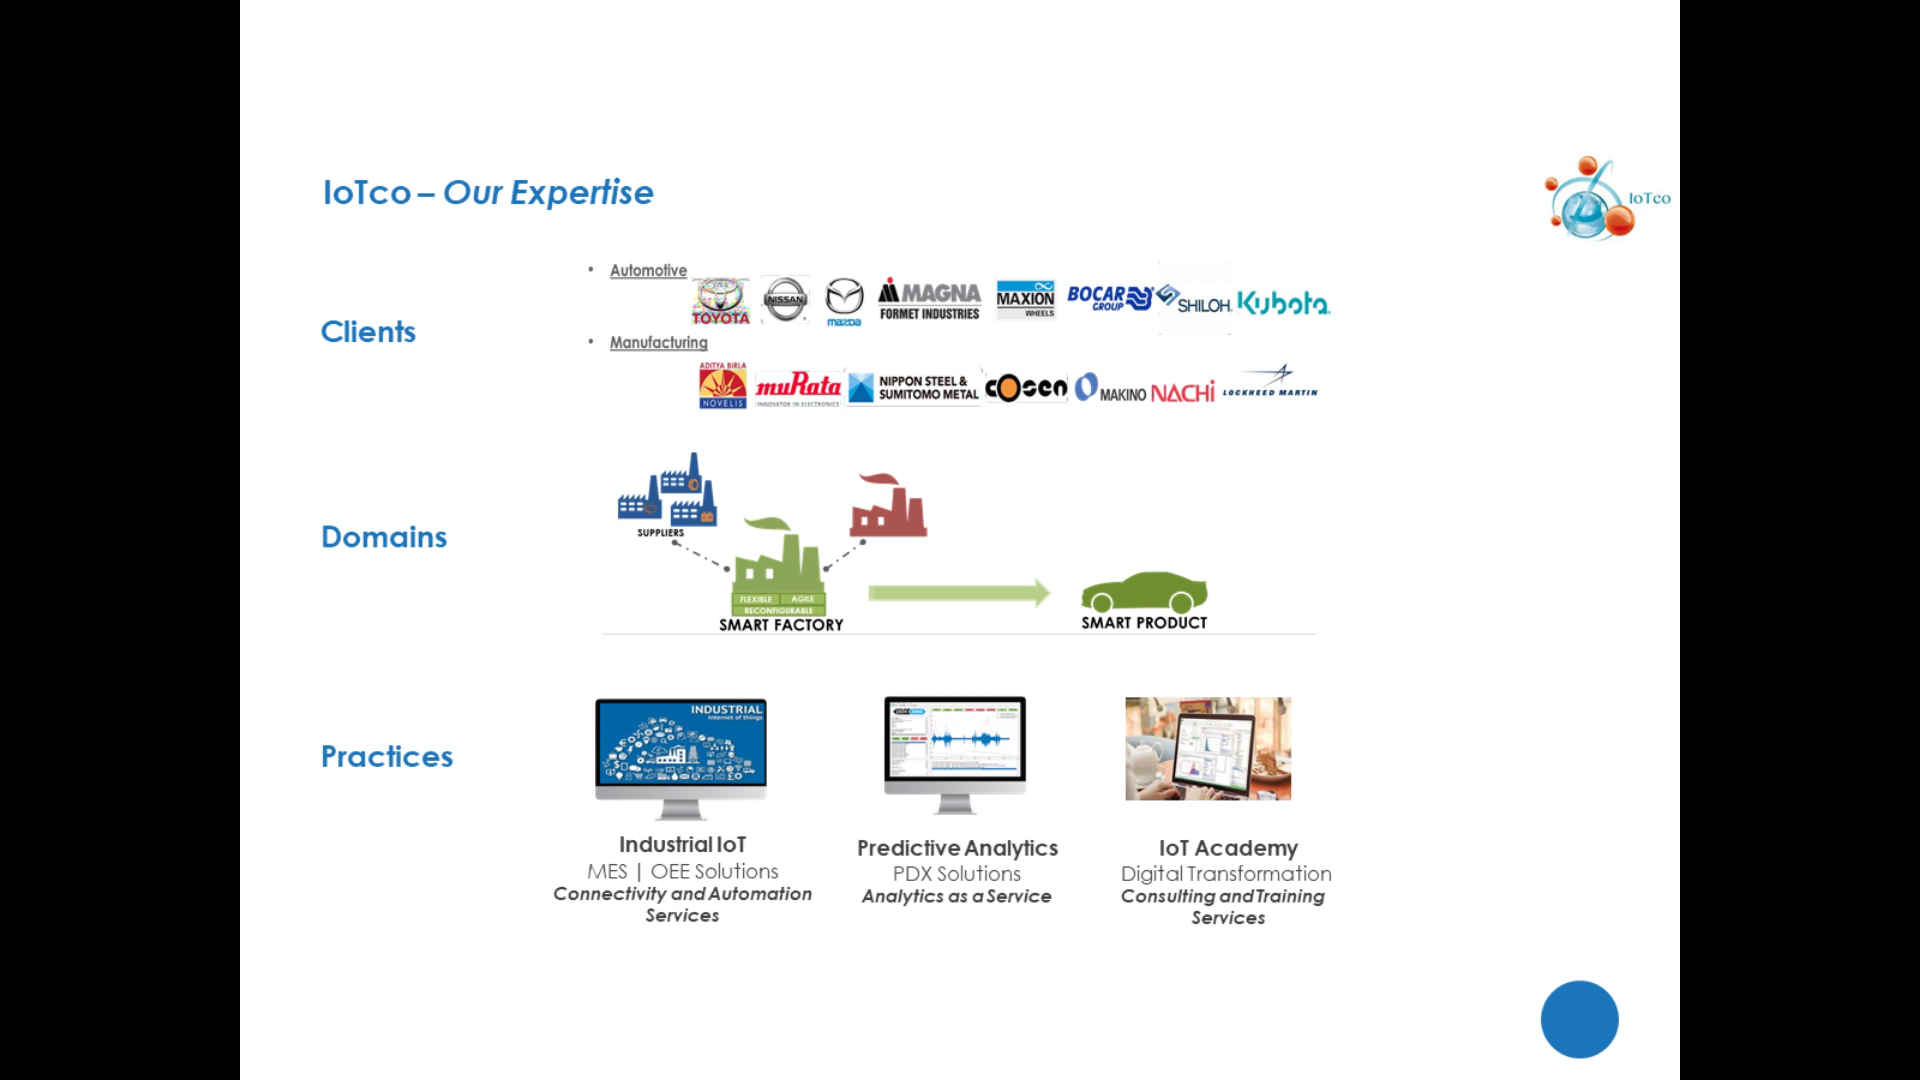 IoTco – Our Expertise
IoTco
• Automotive
TOYOTA
NISSAN
mazda
MAGNA
FORMET INDUSTRIES
MAXION
WHEELS
BOCAR
GROUP
SHILOH
Kubota
Clients
• Manufacturing
ADITYA BIRLA
NOVELIS
muRata
INNOVATOR IN ELECTRONICS
NIPPON STEEL &
SUMITOMO METAL
COSEN
MAKINO
NACHi
LOCKHEED MARTIN
Domains
SUPPLIERS
FLEXIBLE AGILE
RECONFIGURABLE
SMART FACTORY
SMART PRODUCT
Practices
INDUSTRIAL
Internet of things
Industrial IoT
MES | OEE Solutions
Connectivity and Automation
Services
Predictive Analytics
PDX Solutions
Analytics as a Service
IoT Academy
Digital Transformation
Consulting and Training
Services